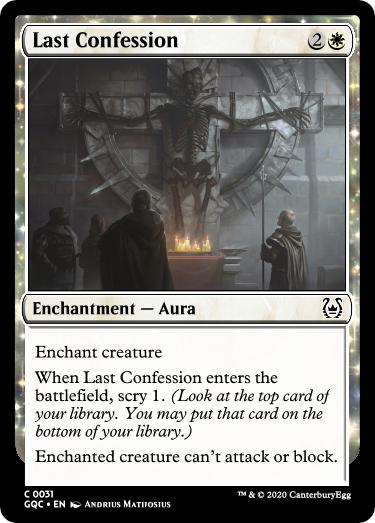 Last Confession 2
Enchantment — Aura
Enchant creature
When Last Confession enters the
battlefield, scry 1. (Look at the top card of
your library. You may put that card on the
bottom of your library.)
Enchanted creature can't attack or block.
C 0031
GQC • EN Andrius Matijosius
™ & © 2020 CanterburyEgg